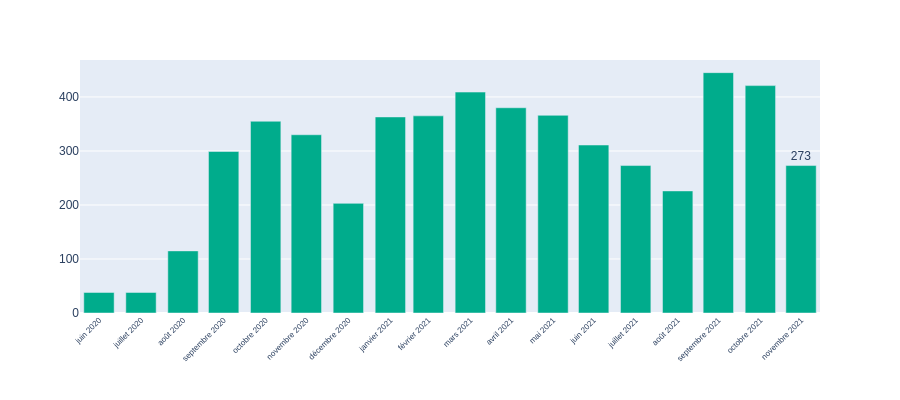 400
300
200
100
0
273
juin 2020
juillet 2020
août 2020
septembre 2020
octobre 2020
novembre 2020
décembre 2020
janvier 2021
février 2021
mars 2021
avril 2021
mai 2021
juin 2021
juillet 2021
août 2021
septembre 2021
octobre 2021
novembre 2021